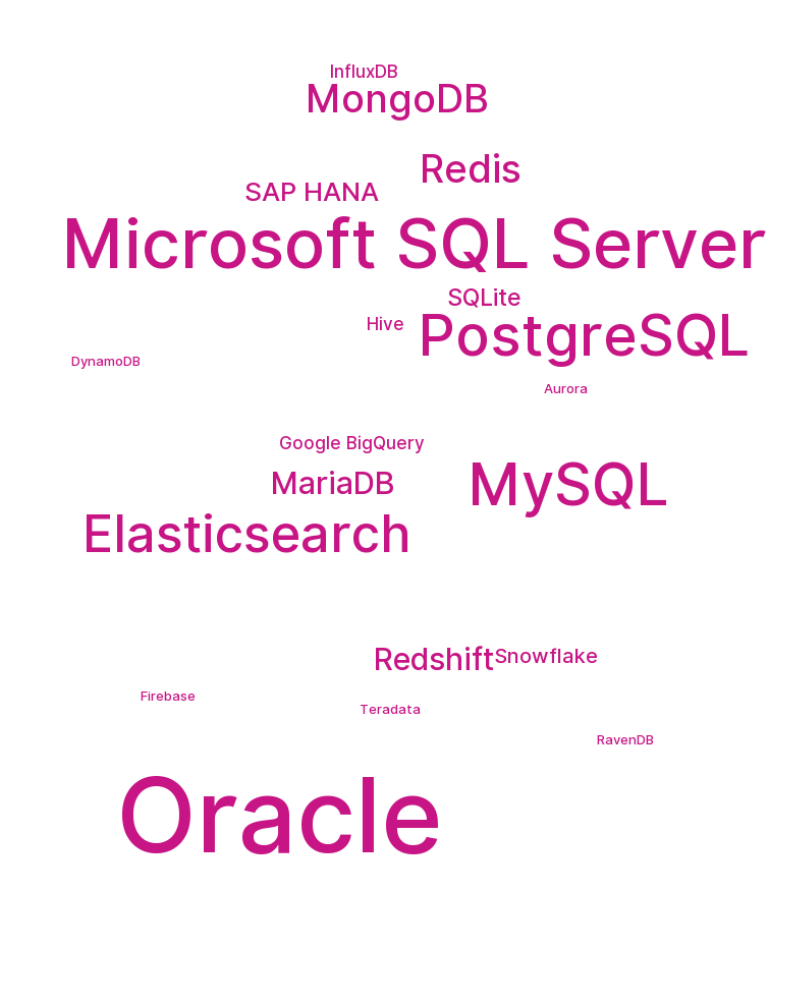 InfluxDB
MongoDB
Redis
SAP HANA
Microsoft SQL Server
SQLite
Hive
PostgreSQL
DynamoDB
Aurora
Google BigQuery
MariaDB
MySQL
Elasticsearch
Redshift
Snowflake
Firebase
Teradata
RavenDB
Oracle